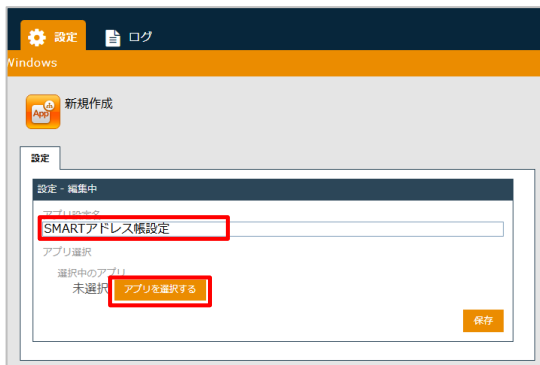 設定 ログ
Windows
App 新規作成
設定
設定 - 編集中
アプリ設定名
SMARTアドレス帳設定
アプリ選択
選択中のアプリ
未選択 アプリを選択する
保存